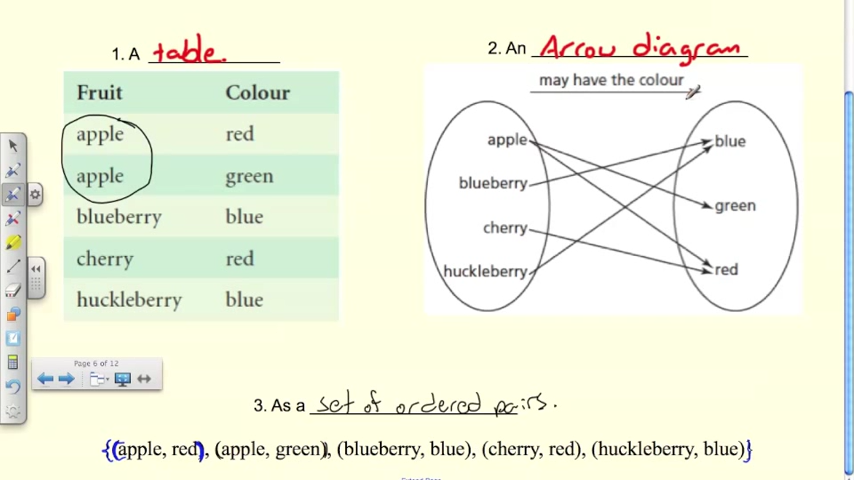 1. A table.
Fruit Colour
apple red
apple green
blueberry blue
cherry red
huckleberry blue
2. An Arrow diagram
may have the colour
apple
blueberry
cherry
huckleberry
blue
green
red
Page 6 of 12
3. As a set of ordered pairs.
{(apple, red), (apple, green), (blueberry, blue), (cherry, red), (huckleberry, blue)}